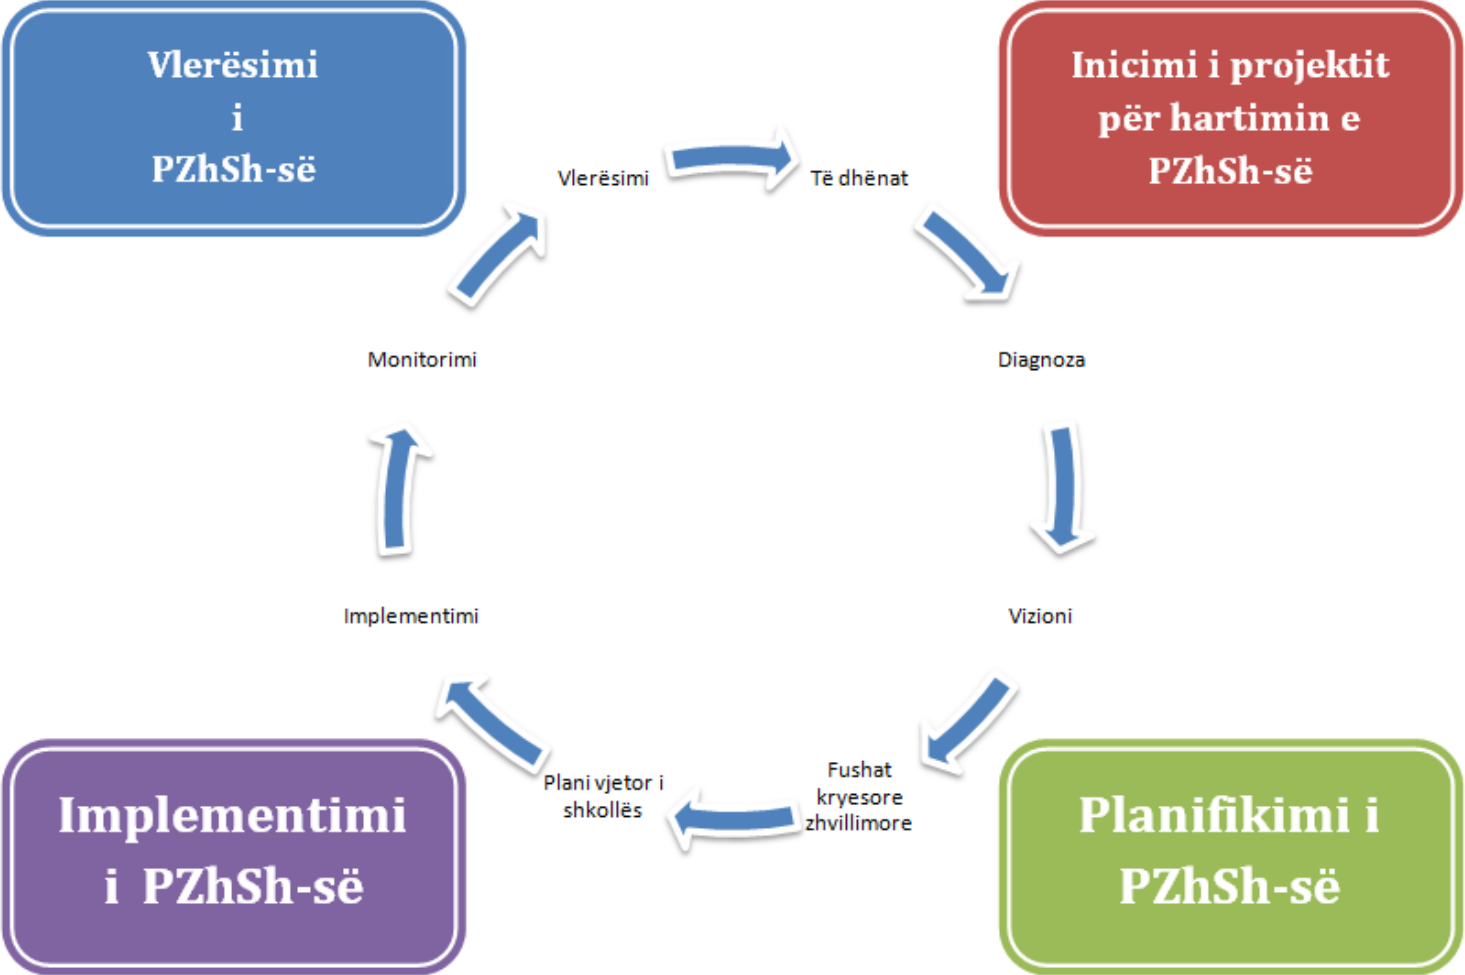 Vlerësimi
i
PZhSh-së
Inicimi i projektit
për hartimin e
PZhSh-së
Vlerësimi
Të dhënat
Monitorimi
Diagnoza
Implementimi
Vizioni
Plani vjetor i
shkollës
Fushat
kryesore
zhvillimore
Implementimi
i PZhSh-së
Planifikimi i
PZhSh-së